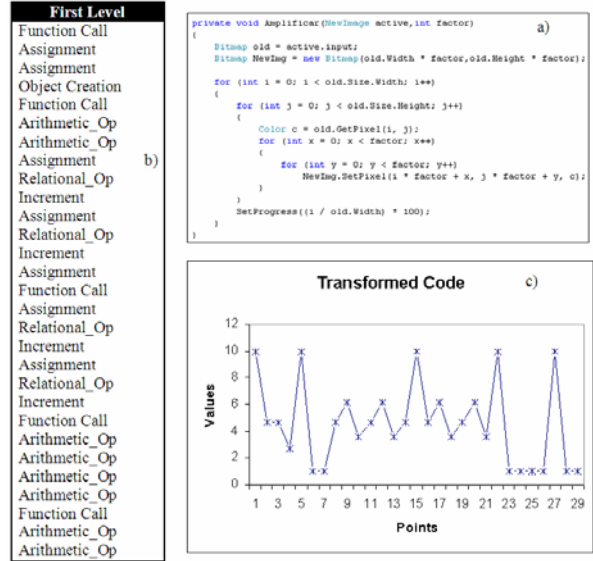 First Level
Function Call
Assignment
Assignment
Object Creation
Function Call
Arithmetic_Op
Arithmetic_Op
Assignment b)
Relational_Op
Increment
Assignment
Relational_Op
Increment
Assignment
Function Call
Assignment
Relational_Op
Increment
Assignment
Relational_Op
Increment
Function Call
Arithmetic_Op
Arithmetic_Op
Arithmetic_Op
Arithmetic_Op
Function Call
Arithmetic_Op
Arithmetic_Op
private void Amplificar(NewImage active,int factor) a)
{
Bitmap old = active.input;
Bitmap NewImg = new Bitmap(old.Width * factor,old.Height * factor);
for (int i = 0; i < old.Size.Width; i++)
{
for (int j = 0; j < old.Size.Height; j++)
{
Color c = old.GetPixel(i, j);
for (int x = 0; x < factor; x++)
{
for (int y = 0; y < factor; y++)
NewImg.SetPixel(i * factor + x, j * factor + y, c);
}
}
SetProgress((i / old.Width) * 100);
}
}
Transformed Code c)
12
10
8
6
4
2
0
Values
1 3 5 7 9 11 13 15 17 19 21 23 25 27 29
Points